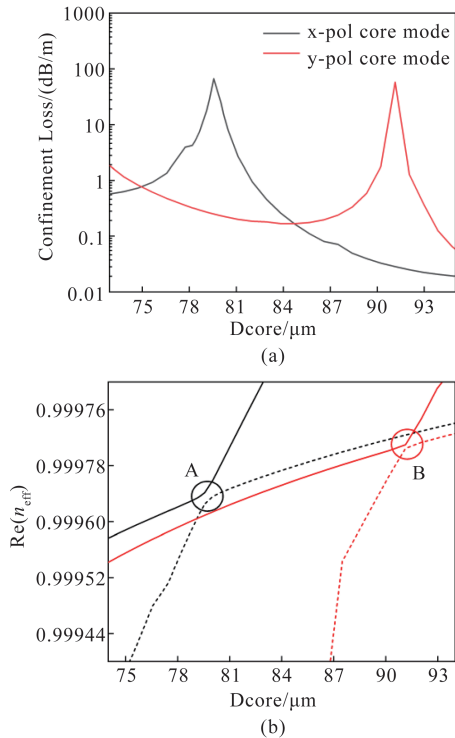 1000
100
10
1
0.1
0.01
Confinement Loss/(dB/m)
x-pol core mode
y-pol core mode
75 78 81 84 87 90 93
Dcore/μm
(a)
0.99976
0.99978
0.99960
0.99952
0.99944
Re(n_eff)
A
B
75 78 81 84 87 90 93
Dcore/μm
(b)